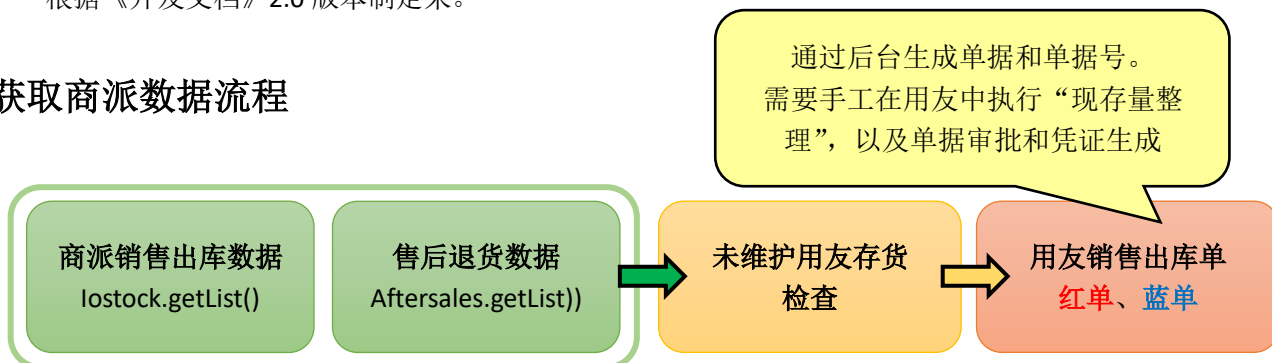 根据《开发文档》2.0 版本制定来。
通过后台生成单据和单据号。
需要手工在用友中执行“现存量整
理”，以及单据审批和凭证生成
获取商派数据流程
商派销售出库数据
Iostock.getList()
售后退货数据
Aftersales.getList))
未维护用友存货
检查
用友销售出库单
红单、蓝单